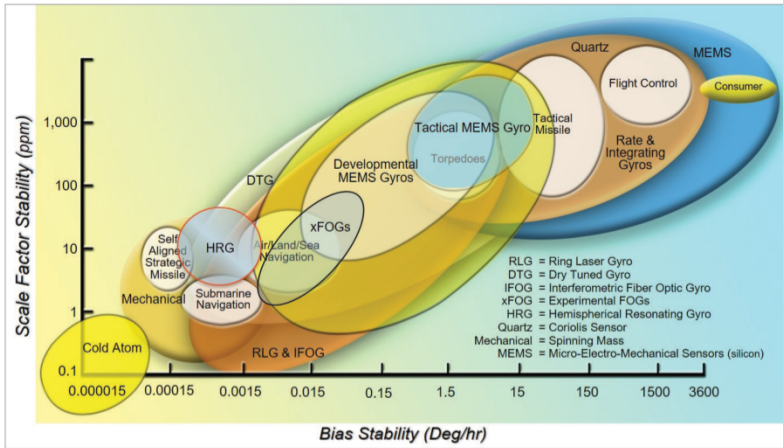 Scale Factor Stability (ppm)
1,000
100
10
1
0.1
Quartz
MEMS
Flight Control
Consumer
Tactical MEMS Gyro
Torpedoes
Tactical
Missile
Rate &
Integrating
Gyros
Developmental
MEMS Gyros
DTG
xFOGs
Self
Aligned
Strategic
Missile
HRG
Air/Land/Sea
Navigation
Mechanical
Submarine
Navigation
Cold Atom
RLG & IFOG
RLG = Ring Laser Gyro
DTG = Dry Tuned Gyro
IFOG = Interferometric Fiber Optic Gyro
xFOG = Experimental FOGs
HRG = Hemispherical Resonating Gyro
Quartz = Coriolis Sensor
Mechanical = Spinning Mass
MEMS = Micro-Electro-Mechanical Sensors (silicon)
0.000015 0.00015 0.0015 0.015 0.15 1.5 15 150 1500 3600
Bias Stability (Deg/hr)